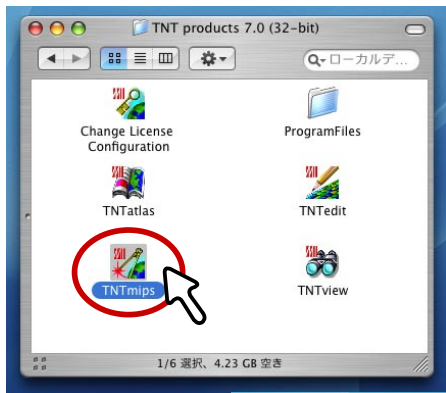 TNT products 7.0 (32-bit)
ローカルデ...
Change License
Configuration
ProgramFiles
TNTatlas
TNTedit
TNTmips
TNTview
1/6 選択、4.23 GB 空き